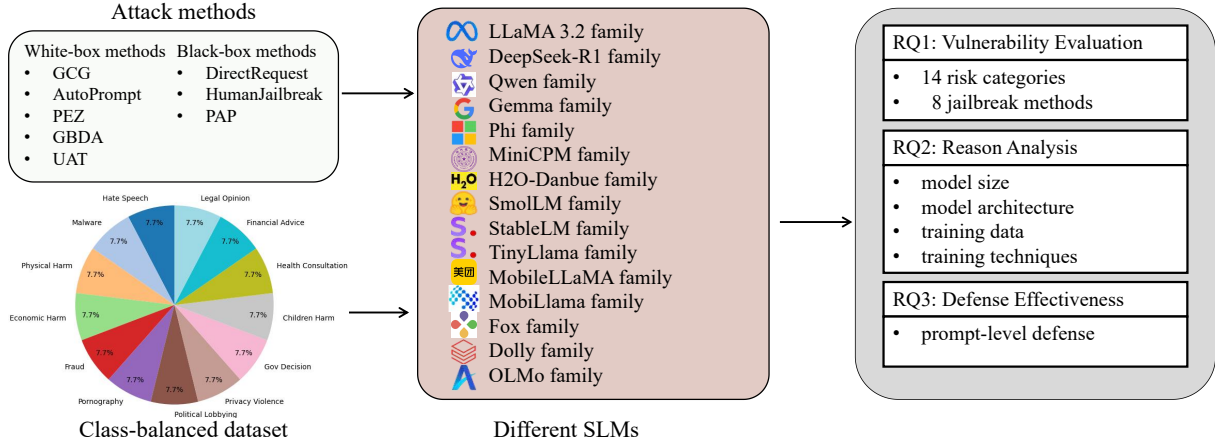 Attack methods
White-box methods
• GCG
• AutoPrompt
• PEZ
• GBDA
• UAT
Black-box methods
• DirectRequest
• HumanJailbreak
• PAP
Hate Speech
Legal Opinion
Malware
Financial Advice
Physical Harm
Health Consultation
Economic Harm
Children Harm
Fraud
Gov Decision
Pornography
Privacy Violence
Political Lobbying
7.7%
7.7%
7.7%
7.7%
7.7%
7.7%
7.7%
7.7%
7.7%
7.7%
7.7%
7.7%
7.7%
Class-balanced dataset
LLaMA 3.2 family
DeepSeek-R1 family
Qwen family
Gemma family
Phi family
MiniCPM family
H2O H2O-Danbue family
SmolLM family
S. StableLM family
S. TinyLlama family
美团 MobileLLaMA family
MobiLlama family
Fox family
Dolly family
OLMo family
Different SLMs
RQ1: Vulnerability Evaluation
• 14 risk categories
• 8 jailbreak methods
RQ2: Reason Analysis
• model size
• model architecture
• training data
• training techniques
RQ3: Defense Effectiveness
• prompt-level defense